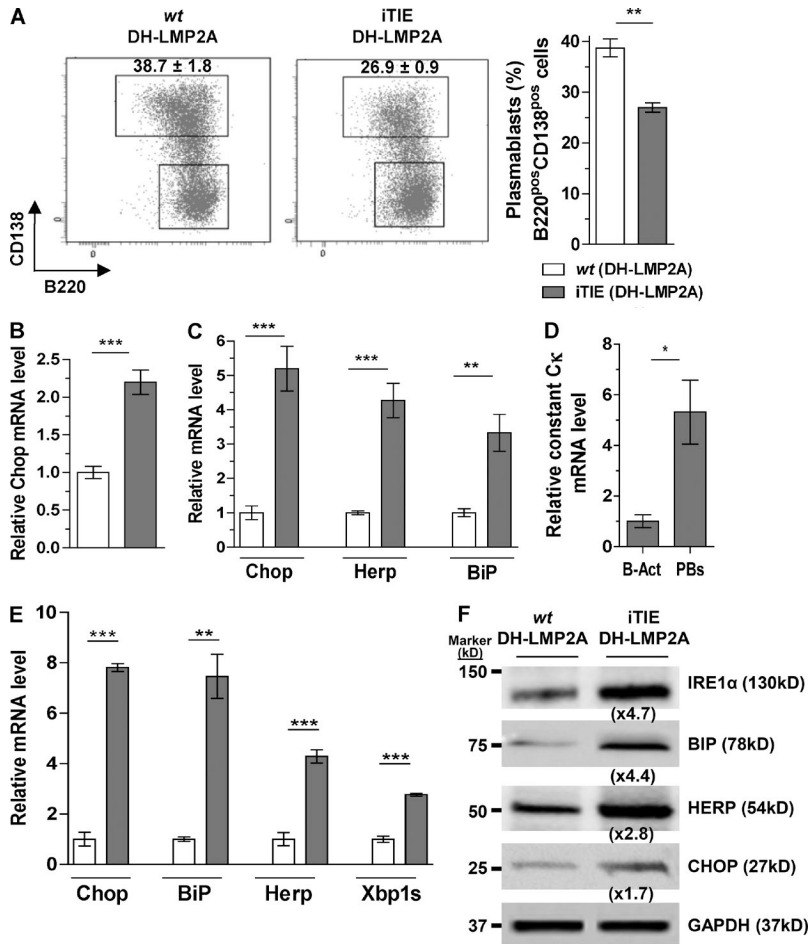 A
wt
DH-LMP2A
iTIE
DH-LMP2A
38.7 ± 1.8
26.9 ± 0.9
0
0
0
0
CD138
B220
**
Plasmablasts (%)
B220posCD138pos cells
40
30
20
10
0
wt (DH-LMP2A)
iTIE (DH-LMP2A)
B
***
Relative Chop mRNA level
2.5
2.0
1.5
1.0
0.5
0.0
C
***
***
**
Relative mRNA level
6
5
4
3
2
1
0
Chop Herp BiP
D
*
Relative constant Cκ
mRNA level
8
6
4
2
0
B-Act PBs
E
***
**
***
***
Relative mRNA level
10
8
6
4
2
0
Chop BiP Herp Xbp1s
F
wt
DH-LMP2A
iTIE
DH-LMP2A
Marker
(kD)
150
IRE1α (130kD)
(x4.7)
75
BIP (78kD)
(x4.4)
50
HERP (54kD)
(x2.8)
25
CHOP (27kD)
(x1.7)
37
GAPDH (37kD)